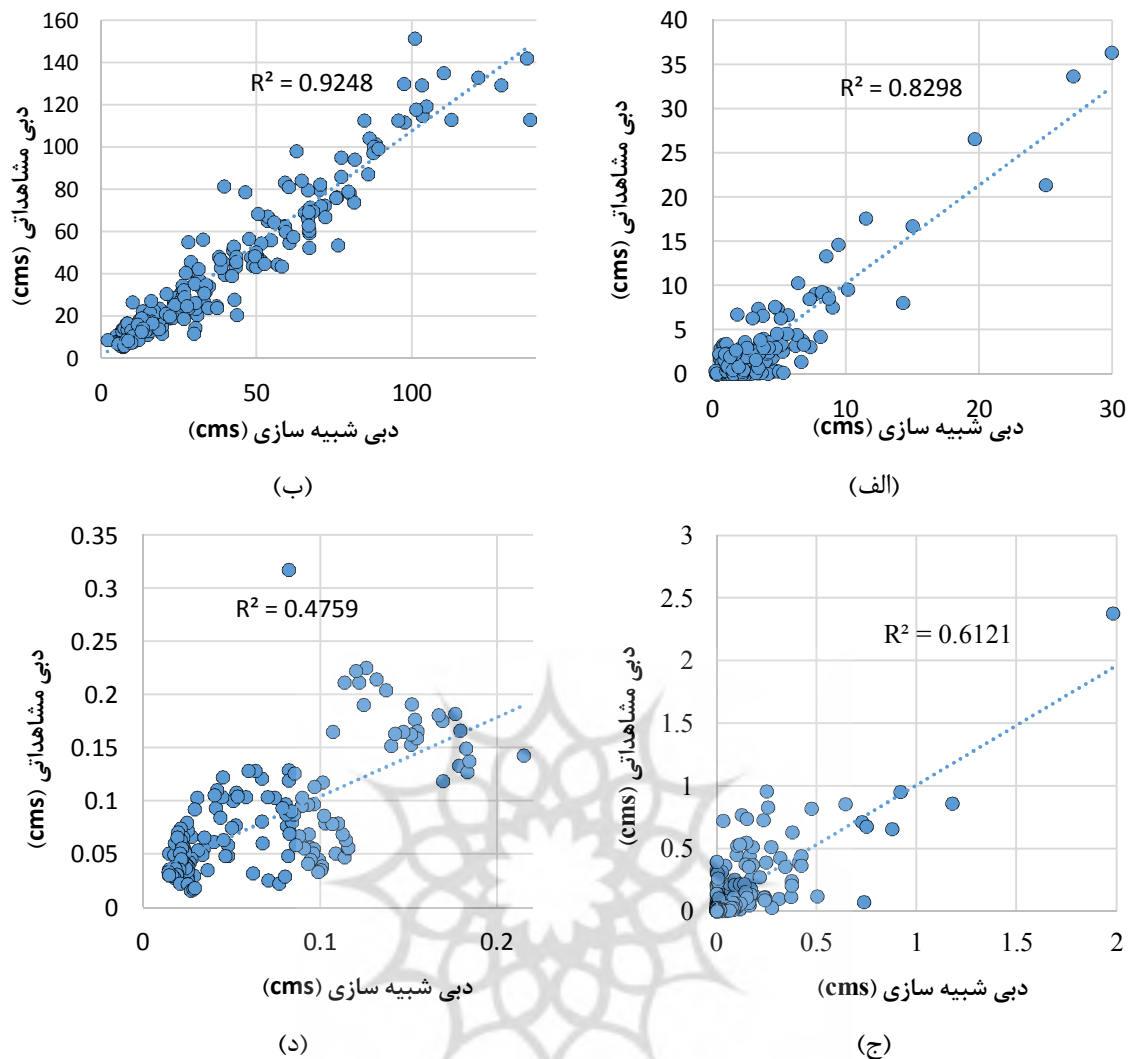 40
35
30
25
20
15
10
5
0
0 10 20 30
R² = 0.8298
دبی مشاهداتی (cms)
دبی شبیه سازی (cms)
(الف)
160
140
120
100
80
60
40
20
0
0 50 100
R² = 0.9248
دبی مشاهداتی (cms)
دبی شبیه سازی (cms)
(ب)
3
2.5
2
1.5
1
0.5
0
0 0.5 1 1.5 2
R² = 0.6121
دبی مشاهداتی (cms)
دبی شبیه سازی (cms)
(ج)
0.35
0.3
0.25
0.2
0.15
0.1
0.05
0
0 0.1 0.2
R² = 0.4759
دبی مشاهداتی (cms)
دبی شبیه سازی (cms)
(د)